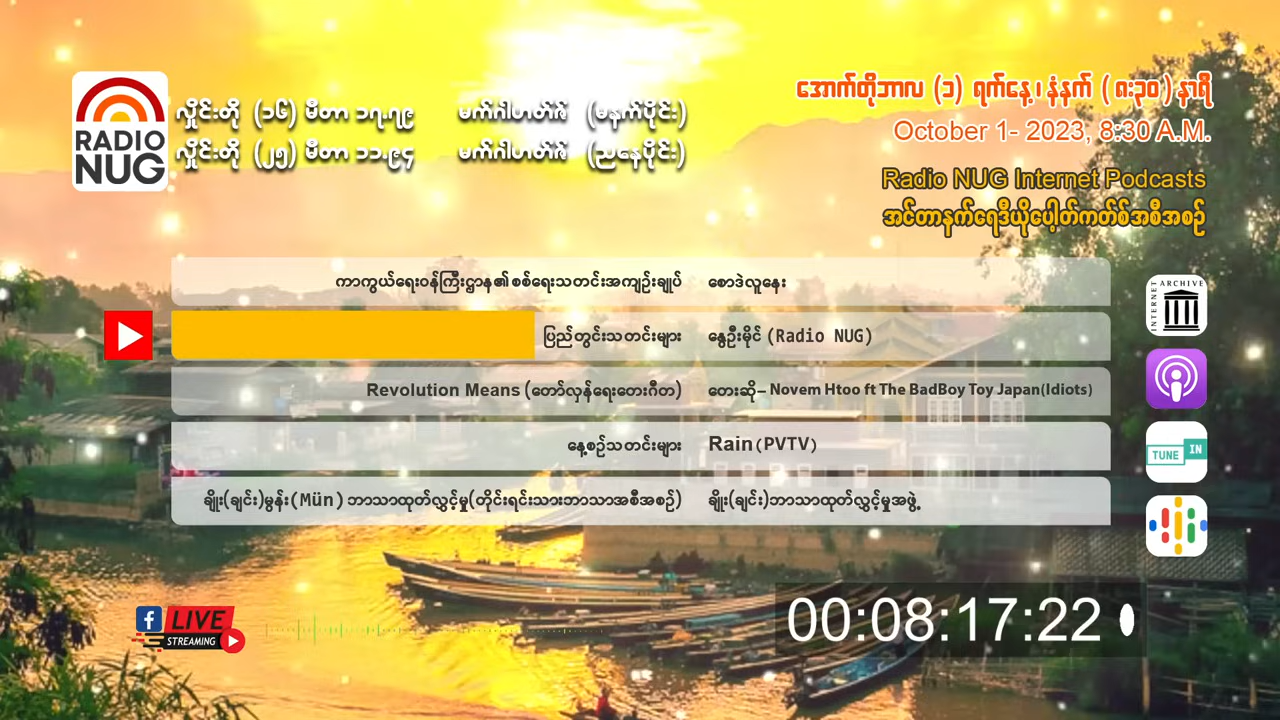 RADIO
NUG
လှိုင်းတို (၁၆) မီတာ ၁၇.၇၉ မက်ဂါဟတ်ဇ် (မနက်ပိုင်း)
လှိုင်းတို (၂၅) မီတာ ၁၁.၉၄ မက်ဂါဟတ်ဇ် (ညနေပိုင်း)
အောက်တိုဘာလ (၁) ရက်နေ့၊ နံနက် (၈း၃၀) နာရီ
October 1- 2023, 8:30 A.M.
Radio NUG Internet Podcasts
အင်တာနက်ရေဒီယိုပေါ့တ်ကတ်စ်အစီအစဉ်
ကာကွယ်ရေးဝန်ကြီးဌာန၏စစ်ရေးသတင်းအကျဉ်းချုပ် စောဒဲလူနေး
ပြည်တွင်းသတင်းများ နွေဦးမိုင် (Radio NUG)
Revolution Means (တော်လှန်ရေးတေးဂီတ) တေးဆို– Novem Htoo ft The BadBoy Toy Japan(Idiots)
နေ့စဉ်သတင်းများ Rain(PVTV)
ချိုး(ချင်း)မွန်း(Mün) ဘာသာထုတ်လွှင့်မှု(တိုင်းရင်းသားဘာသာအစီအစဉ်) ချိုး(ချင်း)ဘာသာထုတ်လွှင့်မှုအဖွဲ့
INTERNET ARCHIVE
TUNE IN
f LIVE
STREAMING
00:08:17:22